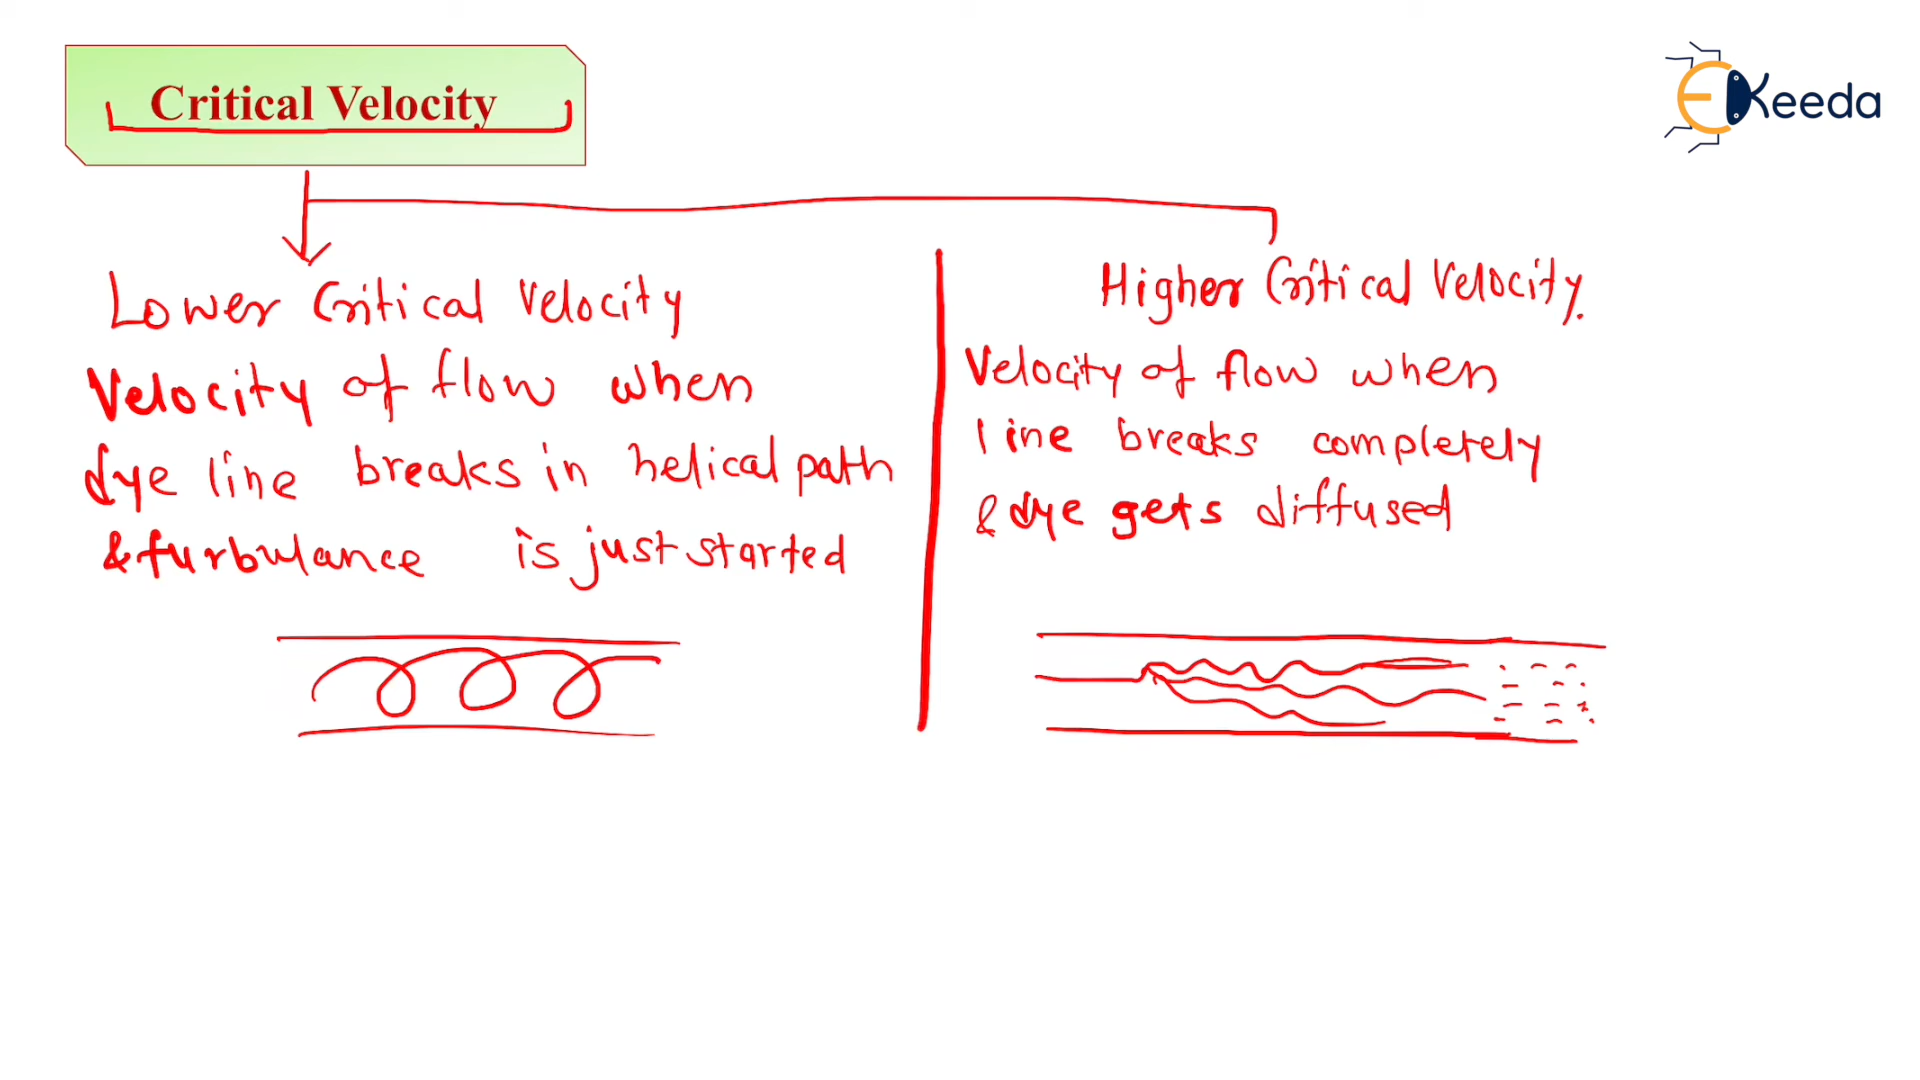 Critical Velocity
EKeeda
Lower Critical Velocity
Velocity of flow when
dye line breaks in helical path
& turbulance is just started
Higher Critical Velocity.
Velocity of flow when
line breaks completely
& dye gets diffused